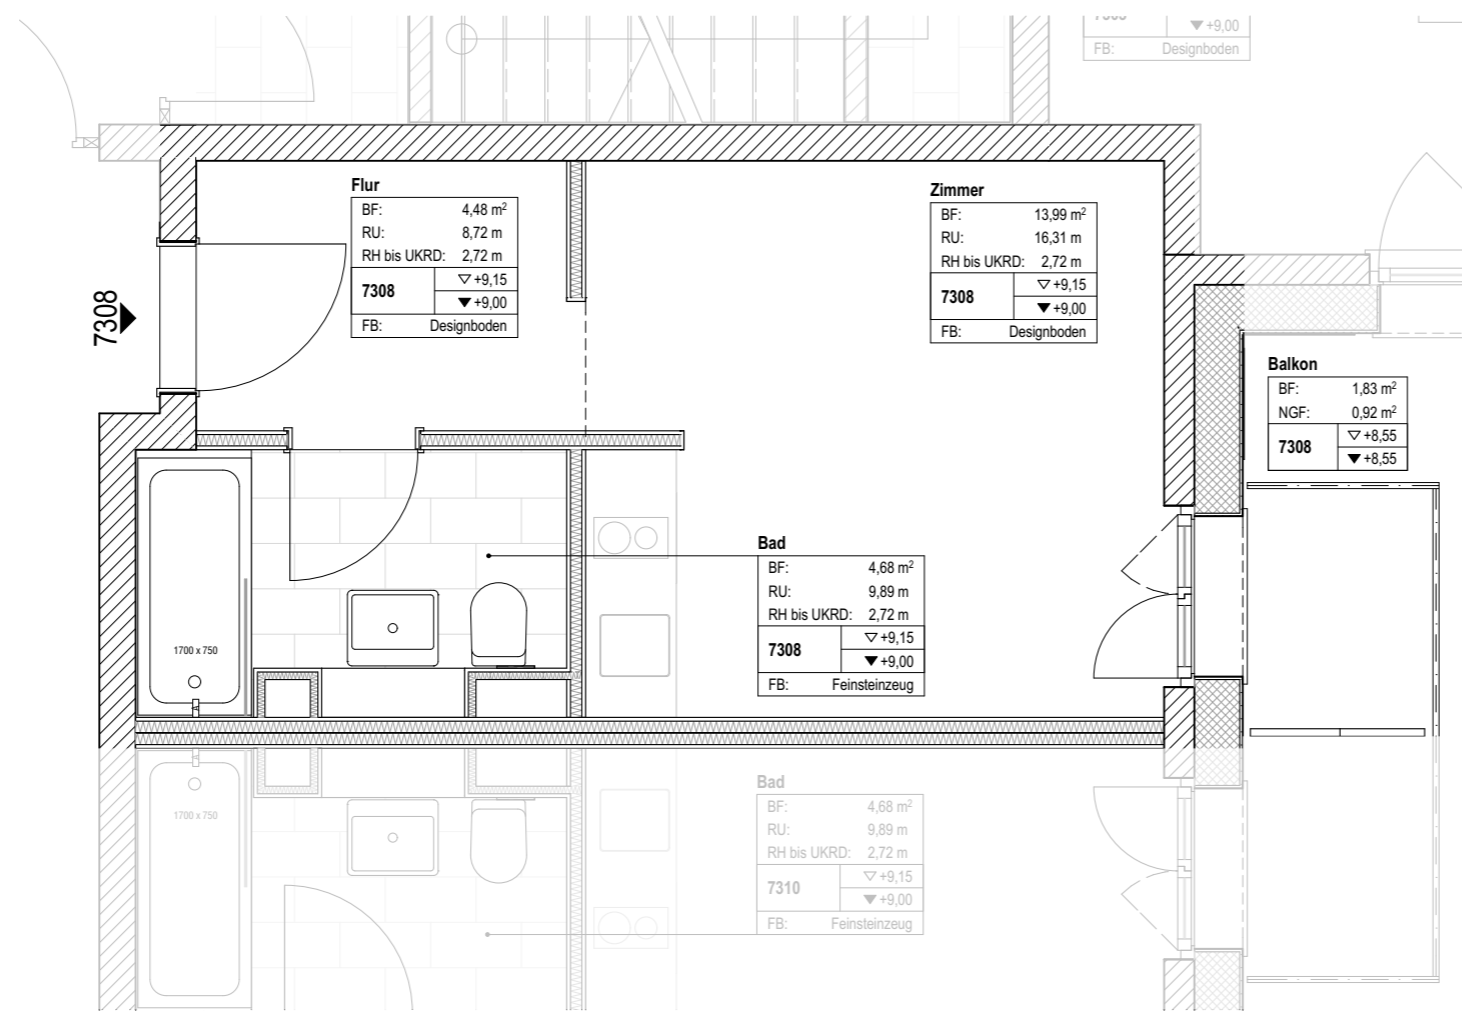 +9,00
FB: Designboden
Flur
BF: 4,48 m²
RU: 8,72 m
RH bis UKRD: 2,72 m
7308 ▽ +9,15
▼ +9,00
FB: Designboden
Zimmer
BF: 13,99 m²
RU: 16,31 m
RH bis UKRD: 2,72 m
7308 ▽ +9,15
▼ +9,00
FB: Designboden
7308
Balkon
BF: 1,83 m²
NGF: 0,92 m²
7308 ▽ +8,55
▼ +8,55
Bad
BF: 4,68 m²
RU: 9,89 m
RH bis UKRD: 2,72 m
7308 ▽ +9,15
▼ +9,00
FB: Feinsteinzeug
1700 x 750
Bad
BF: 4,68 m²
RU: 9,89 m
RH bis UKRD: 2,72 m
7310 ▽ +9,15
▼ +9,00
FB: Feinsteinzeug
1700 x 750